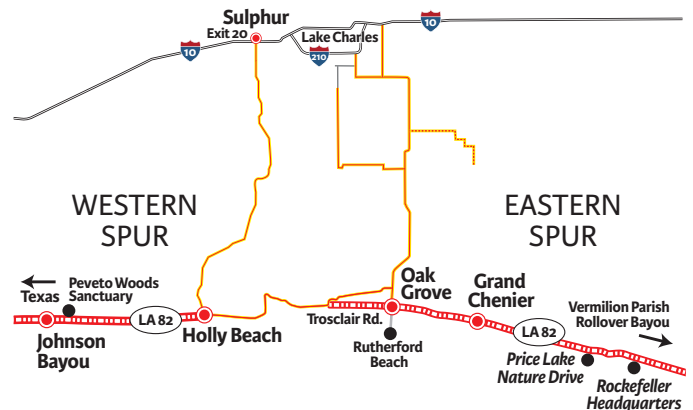 Sulphur
Exit 20
Lake Charles
10
10
210
WESTERN
SPUR
EASTERN
SPUR
Texas
Peveto Woods
Sanctuary
LA 82
Holly Beach
Johnson
Bayou
Oak
Grove
Trosclair Rd.
Rutherford
Beach
Grand
Chenier
LA 82
Vermilion Parish
Rollover Bayou
Price Lake
Nature Drive
Rockefeller
Headquarters